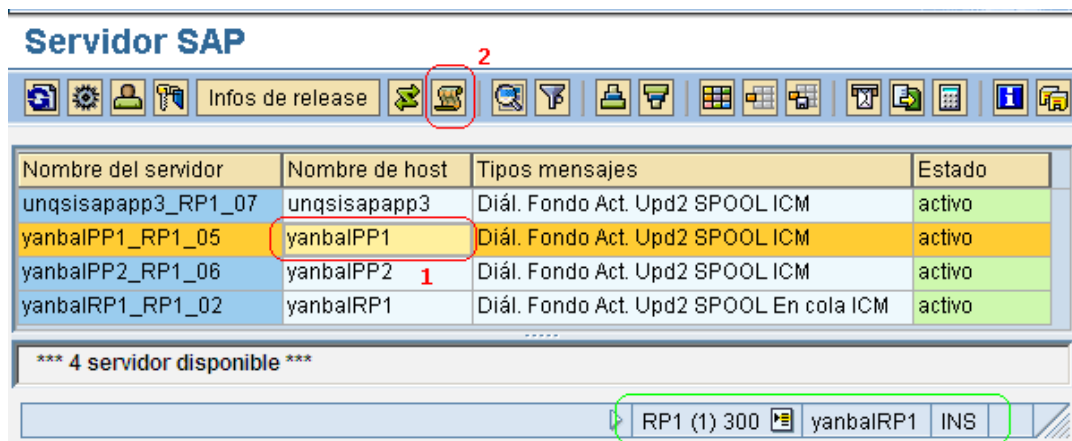 Servidor SAP
2
Infos de release
Nombre del servidor Nombre de host Tipos mensajes Estado
unqsisapapp3_RP1_07 unqsisapapp3 Diál. Fondo Act. Upd2 SPOOL ICM activo
yanbalPP1_RP1_05 yanbalPP1 Diál. Fondo Act. Upd2 SPOOL ICM activo
yanbalPP2_RP1_06 yanbalPP2 1 Diál. Fondo Act. Upd2 SPOOL ICM activo
yanbalRP1_RP1_02 yanbalRP1 Diál. Fondo Act. Upd2 SPOOL En cola ICM activo
*** 4 servidor disponible ***
RP1 (1) 300 yanbalRP1 INS